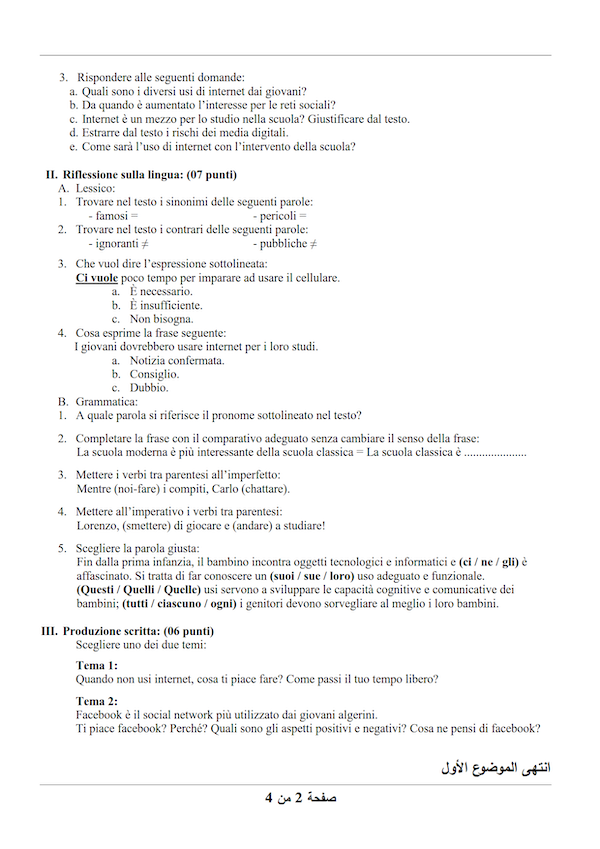 3. Rispondere alle seguenti domande:
a. Quali sono i diversi usi di internet dai giovani?
b. Da quando è aumentato l'interesse per le reti sociali?
c. Internet è un mezzo per lo studio nella scuola? Giustificare dal testo.
d. Estrarre dal testo i rischi dei media digitali.
e. Come sarà l'uso di internet con l'intervento della scuola?
II. Riflessione sulla lingua: (07 punti)
A. Lessico:
1. Trovare nel testo i sinonimi delle seguenti parole:
- famosi = - pericoli =
2. Trovare nel testo i contrari delle seguenti parole:
- ignoranti ≠ - pubbliche ≠
3. Che vuol dire l'espressione sottolineata:
Ci vuole poco tempo per imparare ad usare il cellulare.
a. È necessario.
b. È insufficiente.
c. Non bisogna.
4. Cosa esprime la frase seguente:
I giovani dovrebbero usare internet per i loro studi.
a. Notizia confermata.
b. Consiglio.
c. Dubbio.
B. Grammatica:
1. A quale parola si riferisce il pronome sottolineato nel testo?
2. Completare la frase con il comparativo adeguato senza cambiare il senso della frase:
La scuola moderna è più interessante della scuola classica = La scuola classica è .....................
3. Mettere i verbi tra parentesi all'imperfetto:
Mentre (noi-fare) i compiti, Carlo (chattare).
4. Mettere all'imperativo i verbi tra parentesi:
Lorenzo, (smettere) di giocare e (andare) a studiare!
5. Scegliere la parola giusta:
Fin dalla prima infanzia, il bambino incontra oggetti tecnologici e informatici e (ci / ne / gli) è
affascinato. Si tratta di far conoscere un (suoi / sue / loro) uso adeguato e funzionale.
(Questi / Quelli / Quelle) usi servono a sviluppare le capacità cognitive e comunicative dei
bambini; (tutti / ciascuno / ogni) i genitori devono sorvegliare al meglio i loro bambini.
III. Produzione scritta: (06 punti)
Scegliere uno dei due temi:
Tema 1:
Quando non usi internet, cosa ti piace fare? Come passi il tuo tempo libero?
Tema 2:
Facebook è il social network più utilizzato dai giovani algerini.
Ti piace facebook? Perché? Quali sono gli aspetti positivi e negativi? Cosa ne pensi di facebook?
انتهى الموضوع الأول
صفحة 2 من 4